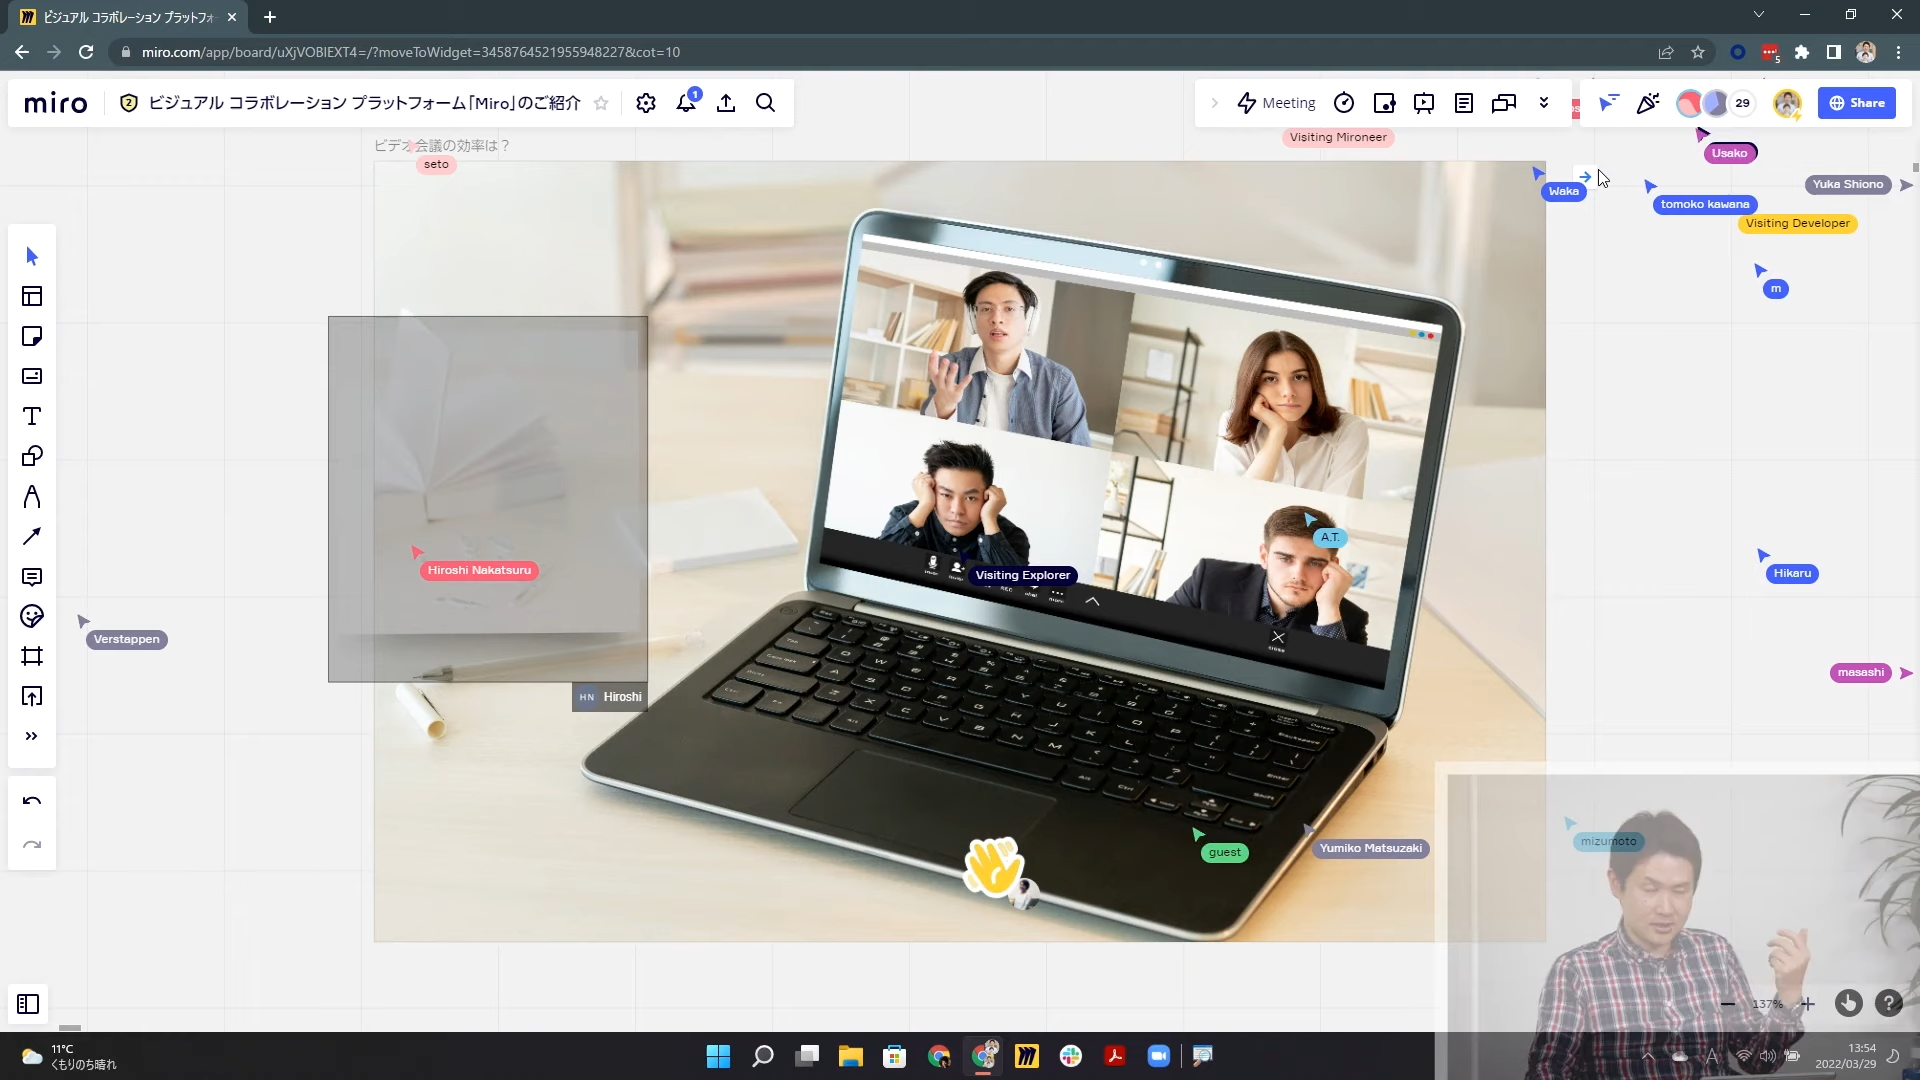 ビジュアル コラボレーション プラットフォ
miro.com/app/board/uXjVOBIEXT4=/?moveToWidget=3458764521955948227&cot=10
5
miro
2
ビジュアル コラボレーション プラットフォーム「Miro」のご紹介
1
Meeting
29
Share
ビデオ会議の効率は？
seto
Visiting Mironeer
Usako
Waka
tomoko kawana
Yuka Shiono
Visiting Developer
m
A.T.
Hiroshi Nakatsuru
Visiting Explorer
Hikaru
Verstappen
masashi
HN Hiroshi
guest
Yumiko Matsuzaki
mizumoto
137%
11°C
くもりのち晴れ
A
13:54
2022/03/29